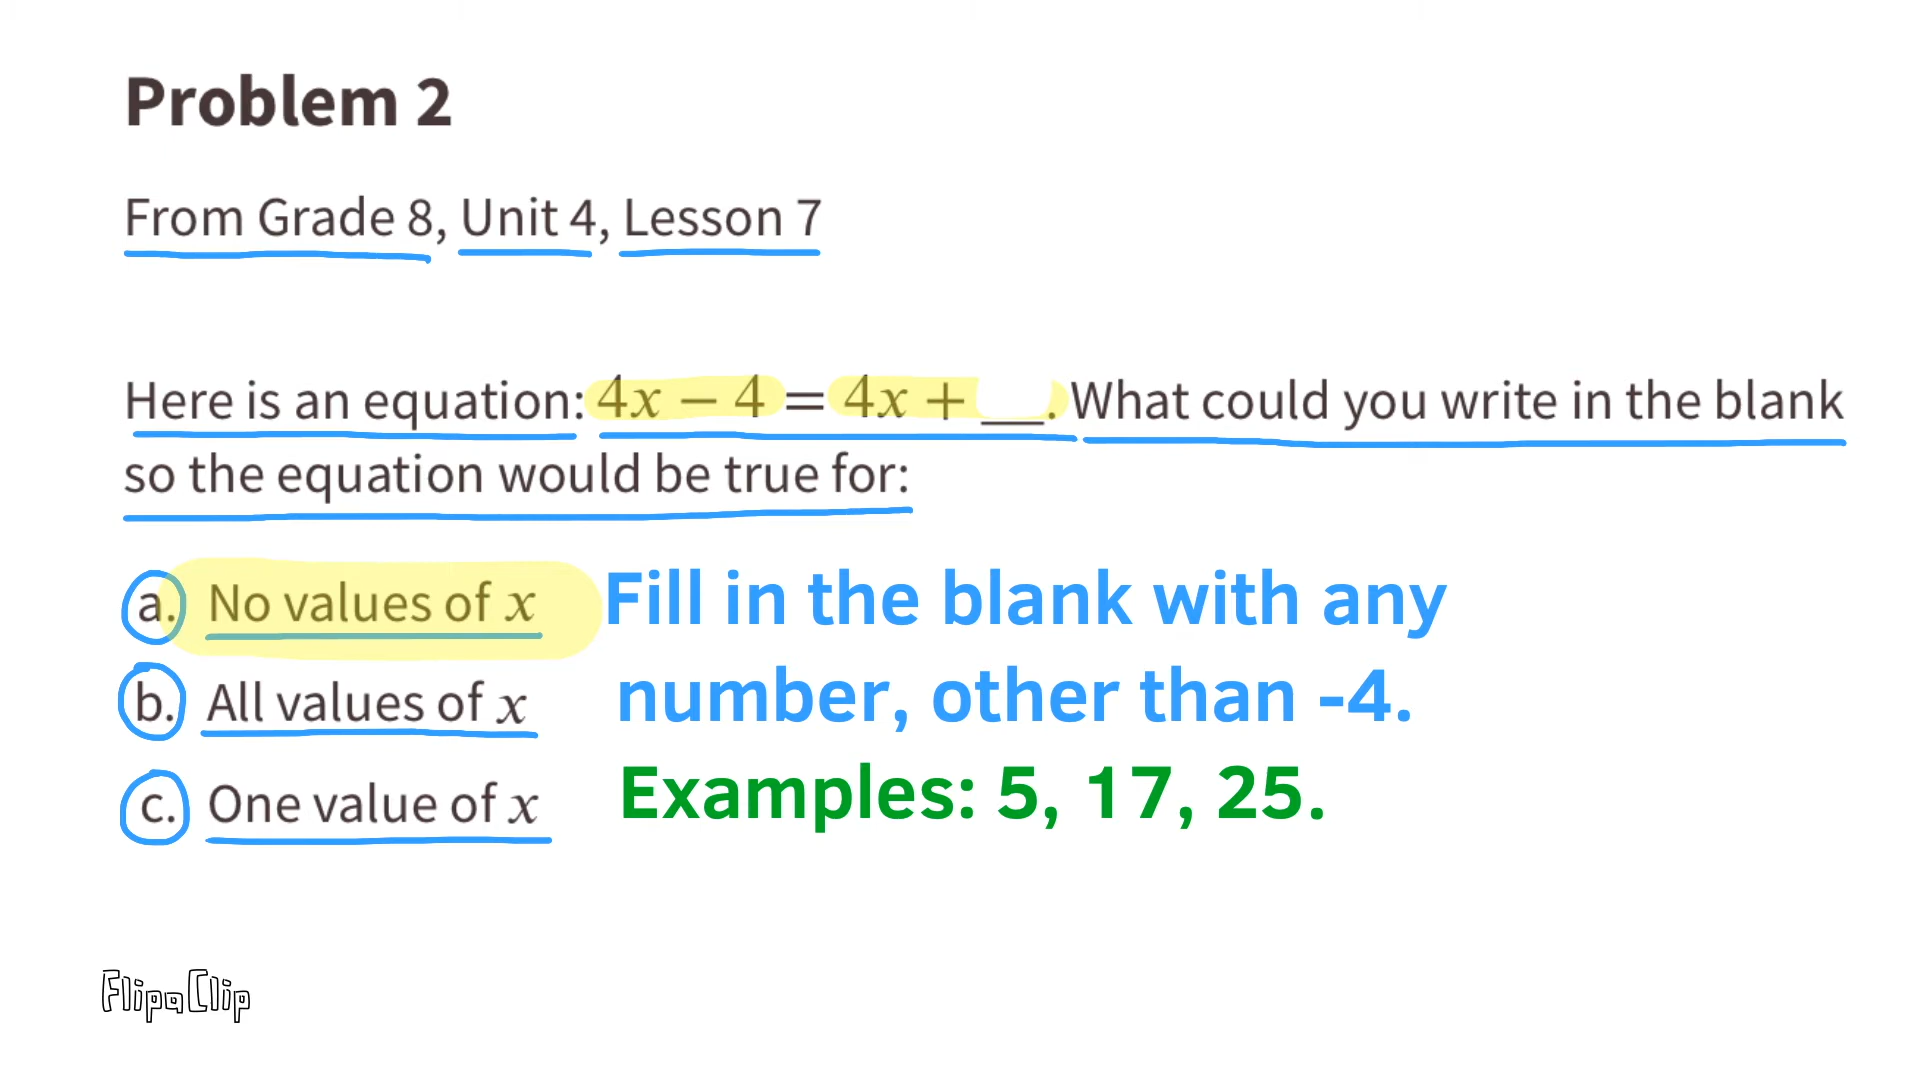 Problem 2
From Grade 8, Unit 4, Lesson 7
Here is an equation: 4x − 4 = 4x + __. What could you write in the blank
so the equation would be true for:
a. No values of x
Fill in the blank with any
number, other than -4.
Examples: 5, 17, 25.
b. All values of x
c. One value of x
FlipaClip